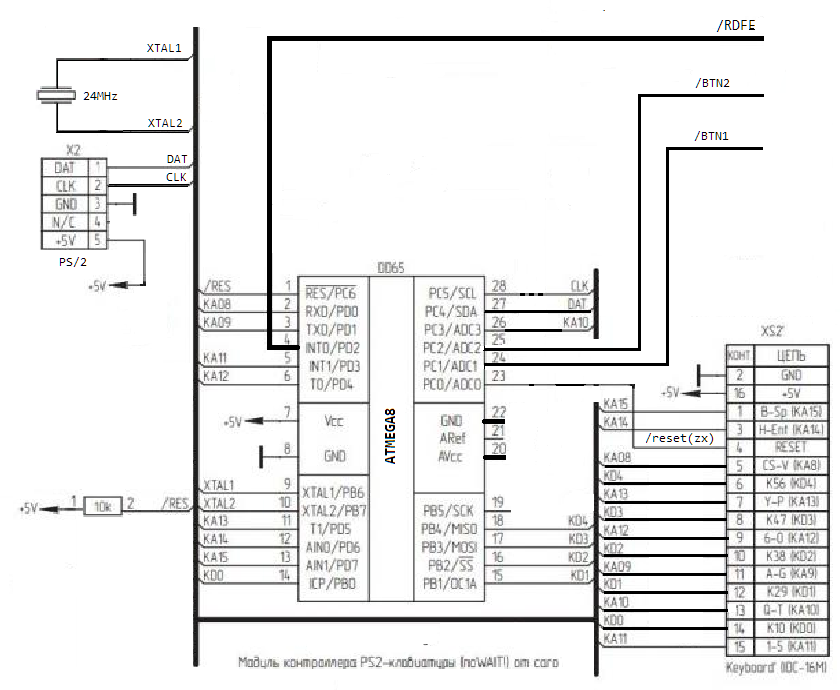 /RDFE
XTAL1
24MHz
/BTN2
XTAL2
/BTN1
X2
DAT 1 DAT
CLK 2 CLK
GND 3
N/C 4
+5V 5
PS/2
+5V
DD65
/RES 1 RES/PC6 PC5/SCL 28 CLK
KA08 2 RXD/PD0 PC4/SDA 27 DAT
KA09 3 TXD/PD1 PC3/ADC3 26 KA10
4 INT0/PD2 PC2/ADC2 25
KA11 5 INT1/PD3 PC1/ADC1 24
KA12 6 T0/PD4 PC0/ADC0 23
+5V 7 Vcc GND 22
ARef 21
8 GND AVcc 20
ATMEGA8
XTAL1 9 XTAL1/PB6
XTAL2 10 XTAL2/PB7 PB5/SCK 19
KA13 11 T1/PD5 PB4/MISO 18 KD4
KA14 12 AIN0/PD6 PB3/MOSI 17 KD3
KA15 13 AIN1/PD7 PB2/SS 16 KD2
KD0 14 ICP/PB0 PB1/OC1A 15 KD1
+5V 1 10k 2 /RES
XS2'
КОНТ ЦЕПЬ
2 GND
+5V 16 +5V
KA15 1 B-Sp (KA15)
KA14 3 H-Ent (KA14)
/reset(zx) 4 RESET
KA08 5 CS-V (KA8)
KD4 6 K56 (KD4)
KA13 7 Y-P (KA13)
KD3 8 K47 (KD3)
KA12 9 6-0 (KA12)
KD2 10 K38 (KD2)
KA09 11 A-G (KA9)
KD1 12 K29 (KD1)
KA10 13 Q-T (KA10)
KD0 14 K10 (KD0)
KA11 15 1-5 (KA11)
Keyboard' (IDC-16M)
Модуль контроллера PS2-клавиатуры (noWAIT!) от caro